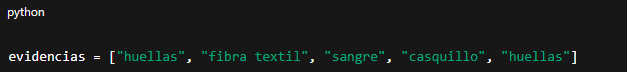 python
evidencias = ["huellas", "fibra textil", "sangre", "casquillo", "huellas"]